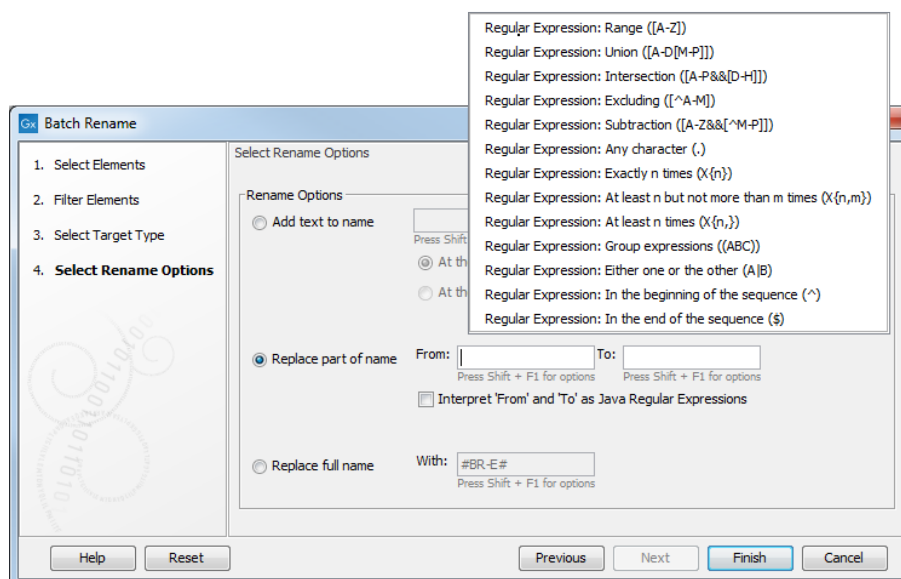 Regular Expression: Range ([A-Z])
Regular Expression: Union ([A-D[M-P]])
Regular Expression: Intersection ([A-P&&[D-H]])
Regular Expression: Excluding ([^A-M])
Regular Expression: Subtraction ([A-Z&&[^M-P]])
Regular Expression: Any character (.)
Regular Expression: Exactly n times (X{n})
Regular Expression: At least n but not more than m times (X{n,m})
Regular Expression: At least n times (X{n,})
Regular Expression: Group expressions ((ABC))
Regular Expression: Either one or the other (A|B)
Regular Expression: In the beginning of the sequence (^)
Regular Expression: In the end of the sequence ($)
Gx Batch Rename
1. Select Elements
2. Filter Elements
3. Select Target Type
4. Select Rename Options
Select Rename Options
Rename Options
Add text to name
Press Shift
At the
At the
Replace part of name From: To:
Press Shift + F1 for options Press Shift + F1 for options
Interpret 'From' and 'To' as Java Regular Expressions
Replace full name With: #BR-E#
Press Shift + F1 for options
Help Reset Previous Next Finish Cancel